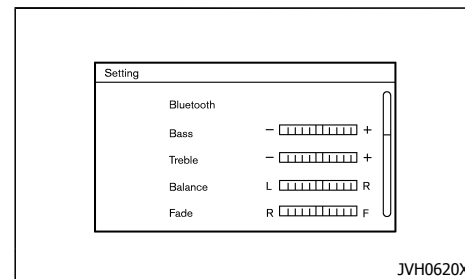 Setting
Bluetooth
Bass - +
Treble - +
Balance L R
Fade R F
JVH0620X